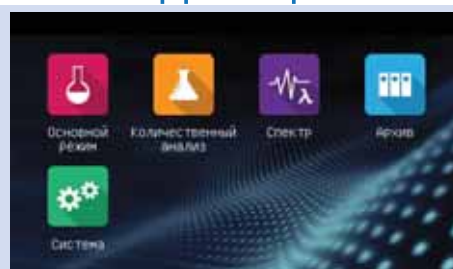 λ
Основной
режим
Количественный
анализ
Спектр
Архив
Система